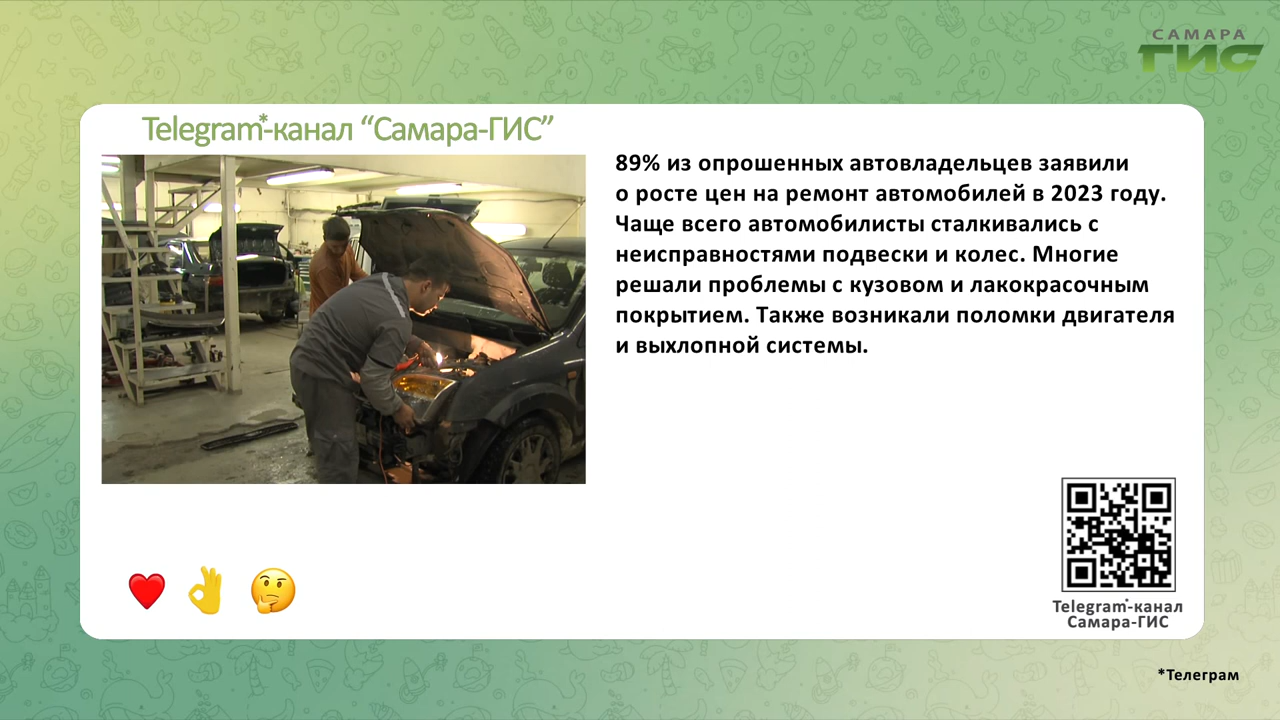 САМАРА
ГИС
Telegram*-канал “Самара-ГИС”
89% из опрошенных автовладельцев заявили
о росте цен на ремонт автомобилей в 2023 году.
Чаще всего автомобилисты сталкивались с
неисправностями подвески и колес. Многие
решали проблемы с кузовом и лакокрасочным
покрытием. Также возникали поломки двигателя
и выхлопной системы.
Telegram*-канал
Самара-ГИС
*Телеграм